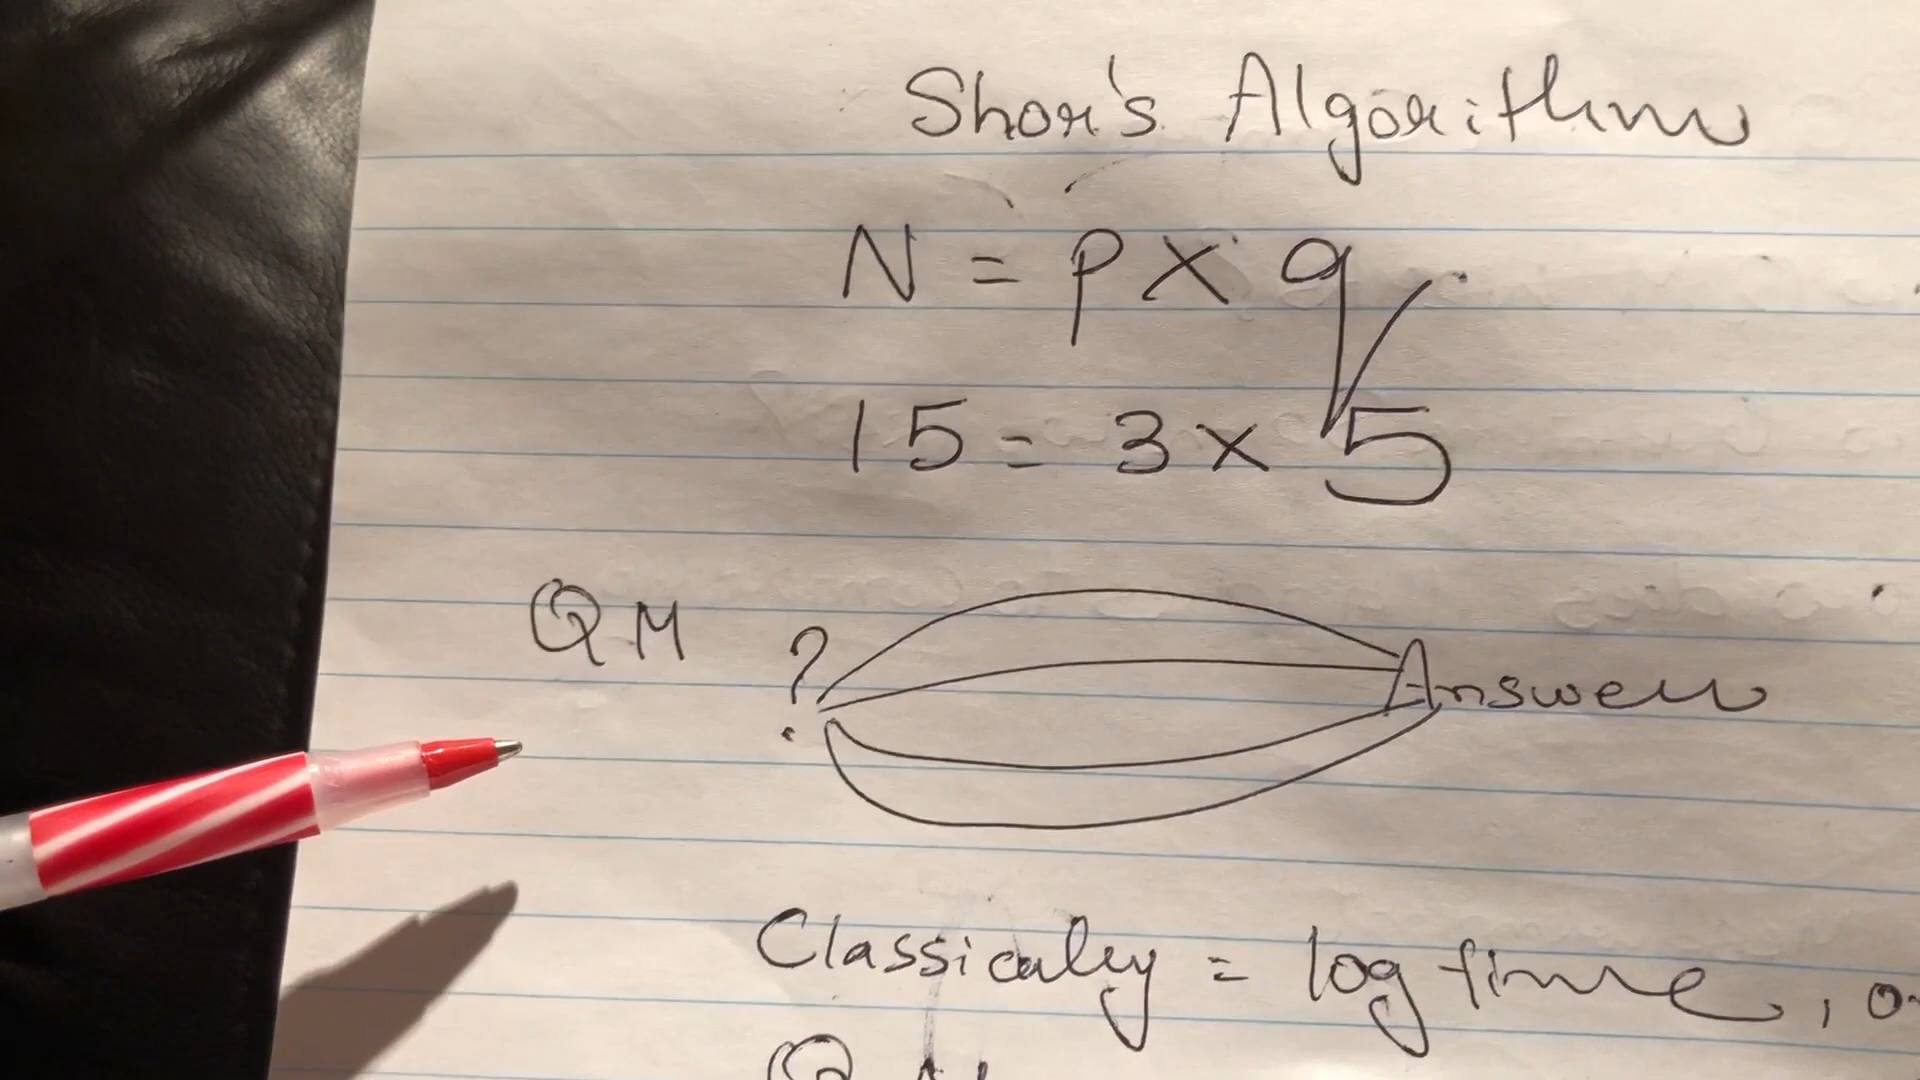 Shor's Algorithm
N = p x q
15 = 3 x 5
QM ? Answer
Classicaly = log time, o